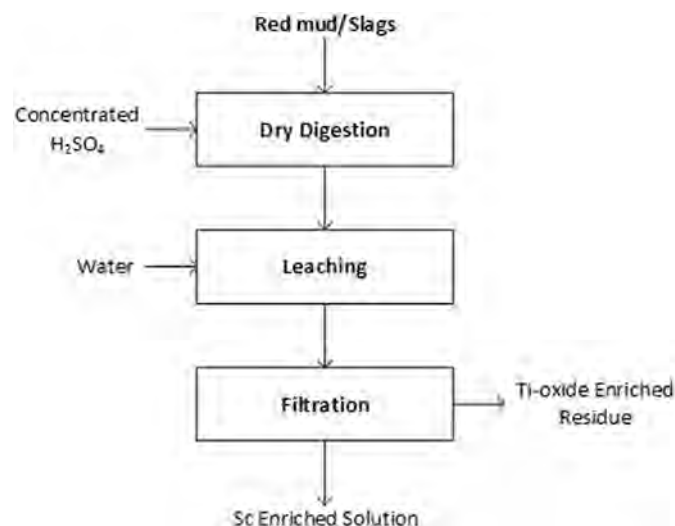 Red mud/Slags
Concentrated
H₂SO₄
Dry Digestion
Water
Leaching
Filtration
Ti-oxide Enriched
Residue
Sc Enriched Solution